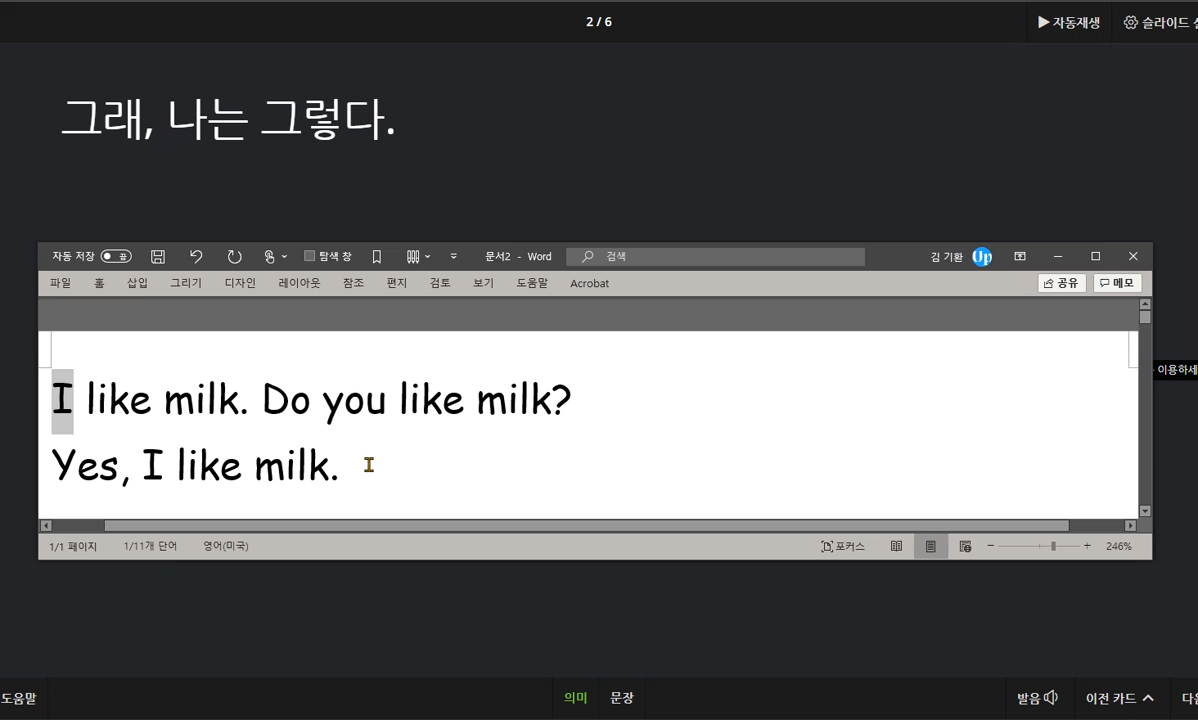 2 / 6
자동재생
슬라이드
그래, 나는 그렇다.
자동 저장
끔
탐색 창
문서2 - Word
검색
김 기환
Up
파일 홈 삽입 그리기 디자인 레이아웃 참조 편지 검토 보기 도움말 Acrobat
공유
메모
이용하세
I like milk. Do you like milk?
Yes, I like milk.
1/1 페이지 1/11개 단어 영어(미국)
포커스
246%
도움말
의미
문장
발음
이전 카드